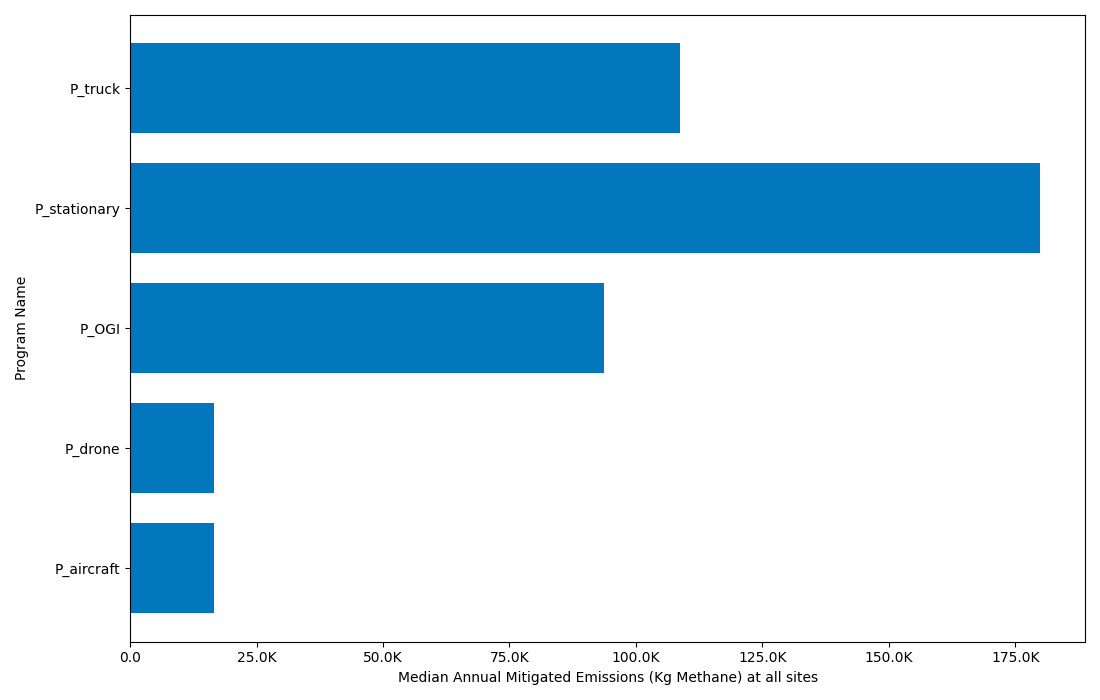 P_truck
P_stationary
P_OGI
P_drone
P_aircraft
Program Name
0.0 25.0K 50.0K 75.0K 100.0K 125.0K 150.0K 175.0K
Median Annual Mitigated Emissions (Kg Methane) at all sites